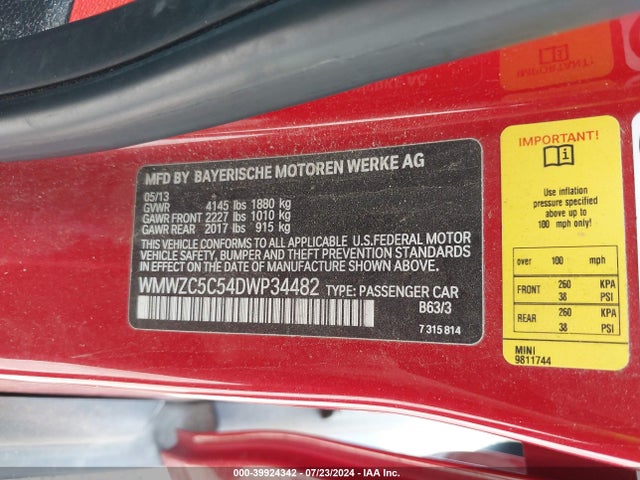 MFD BY BAYERISCHE MOTOREN WERKE AG
05/13
GVWR 4145 lbs 1880 kg
GAWR FRONT 2227 lbs 1010 kg
GAWR REAR 2017 lbs 915 kg
THIS VEHICLE CONFORMS TO ALL APPLICABLE U.S.FEDERAL MOTOR
VEHICLE SAFETY, BUMPER AND THEFT PREVENTION STANDARDS
IN EFFECT ON THE DATE OF MANUFACTURE SHOWN ABOVE.
WMWZC5C54DWP34482 TYPE: PASSENGER CAR
B63/3
7 315 814
IMPORTANT!
Use inflation
pressure specified
above for up to
100 mph only!
over 100 mph
FRONT 260 KPA
38 PSI
REAR 260 KPA
38 PSI
MINI
9811744
000-39924342 - 07/23/2024 - IAA Inc.